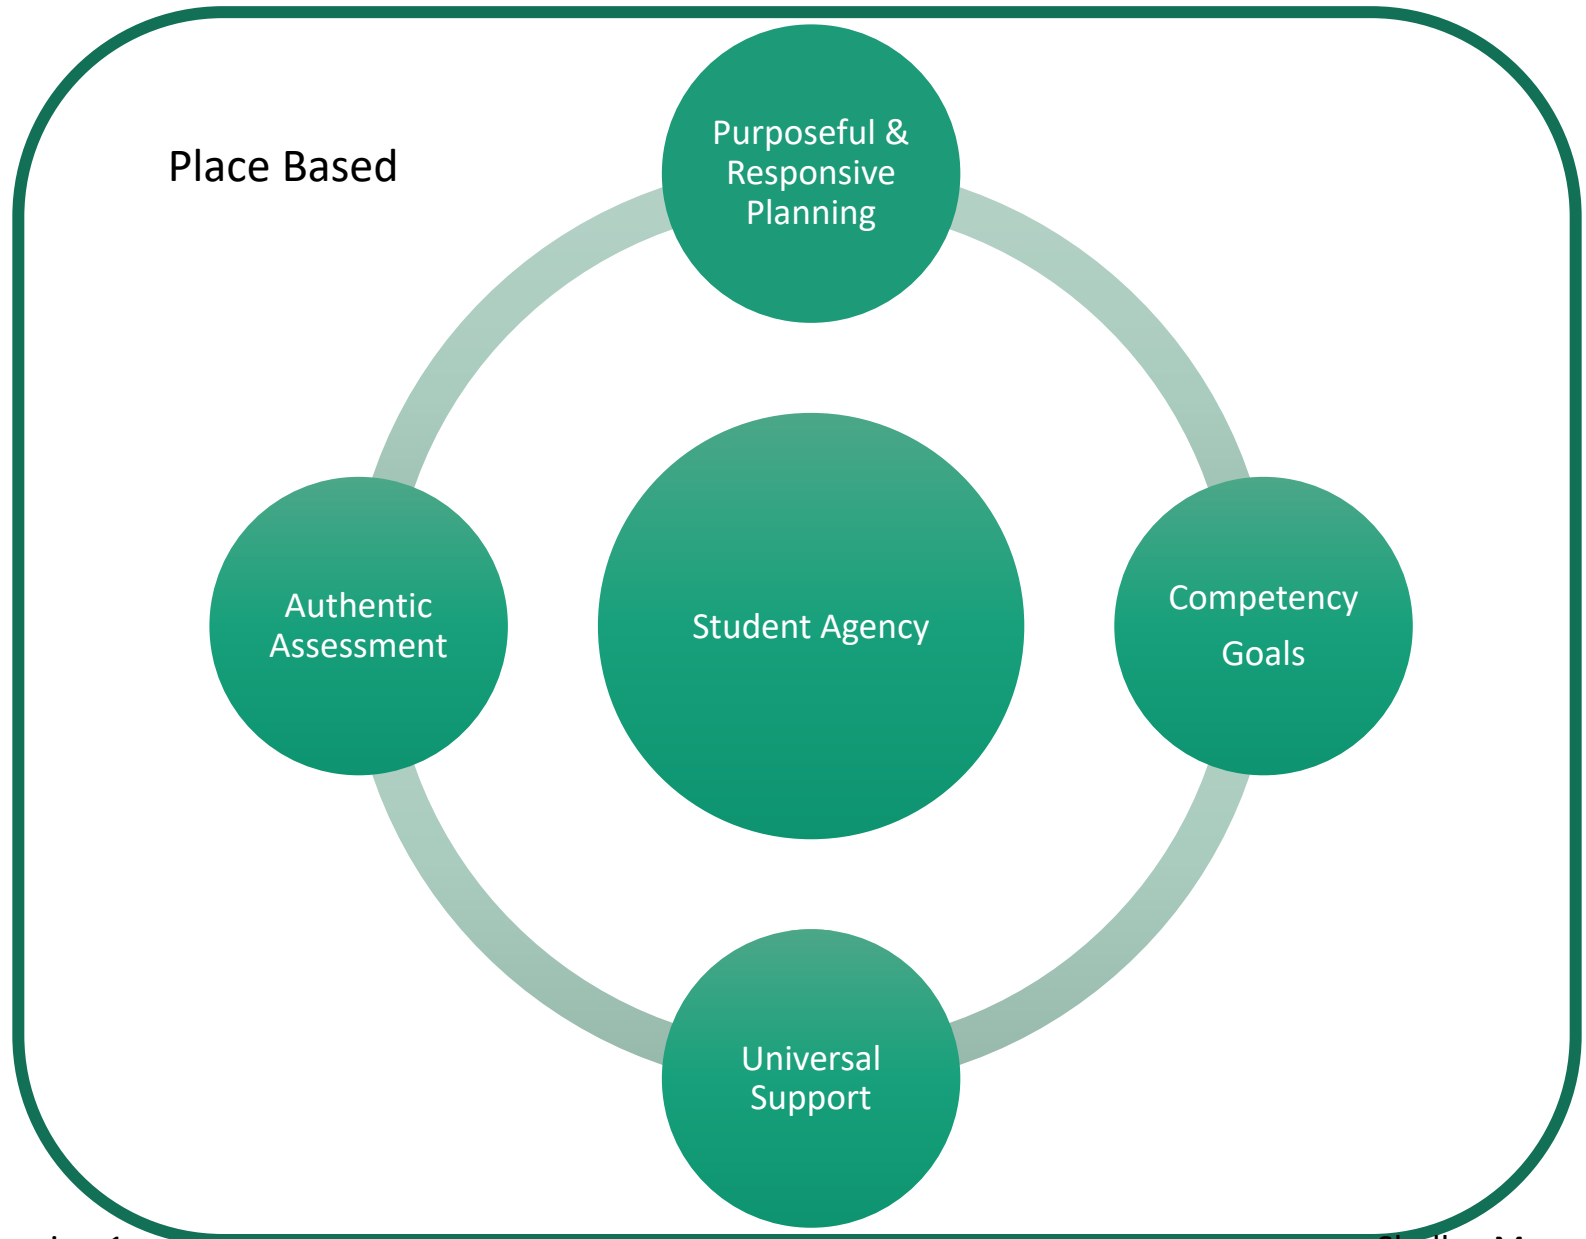 Place Based
Purposeful &
Responsive
Planning
Authentic
Assessment
Student Agency
Competency
Goals
Universal
Support